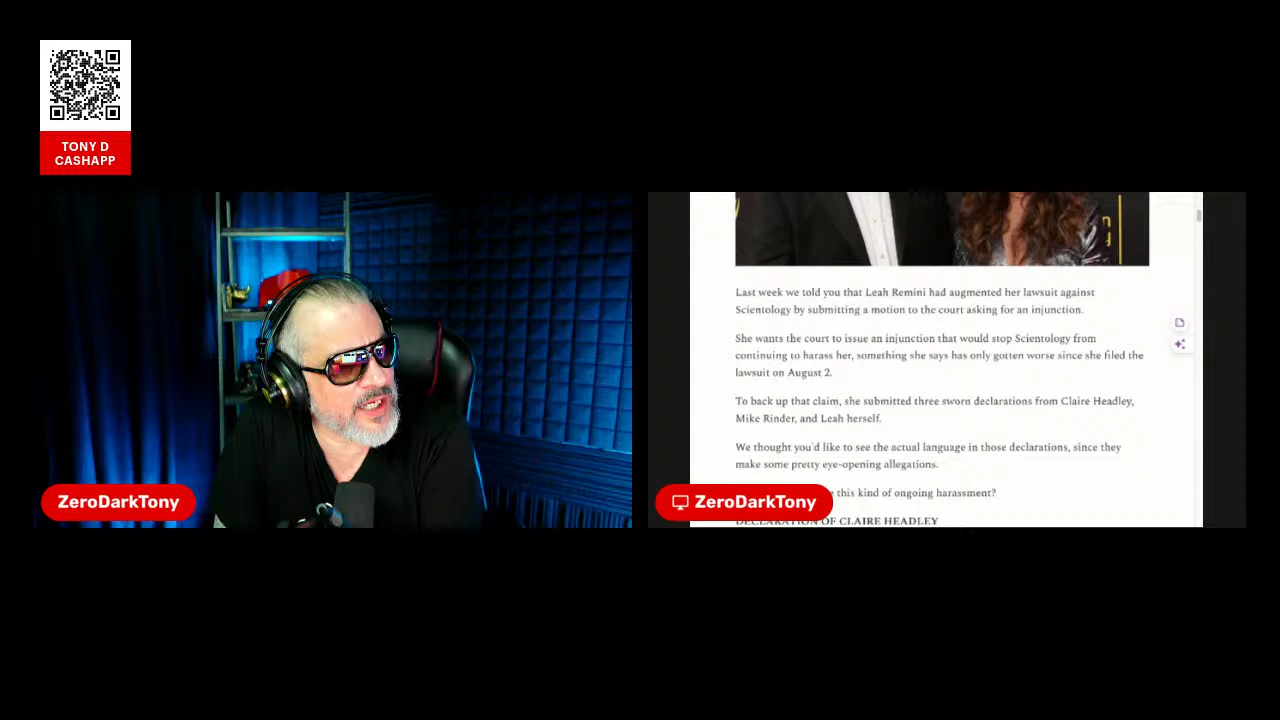 TONY D
CASHAPP
ZeroDarkTony
Last week we told you that Leah Remini had augmented her lawsuit against
Scientology by submitting a motion to the court asking for an injunction.
She wants the court to issue an injunction that would stop Scientology from
continuing to harass her, something she says has only gotten worse since she filed the
lawsuit on August 2.
To back up that claim, she submitted three sworn declarations from Claire Headley,
Mike Rinder, and Leah herself.
We thought you'd like to see the actual language in those declarations, since they
make some pretty eye-opening allegations.
this kind of ongoing harassment?
ZeroDarkTony
DECLARATION OF CLAIRE HEADLEY